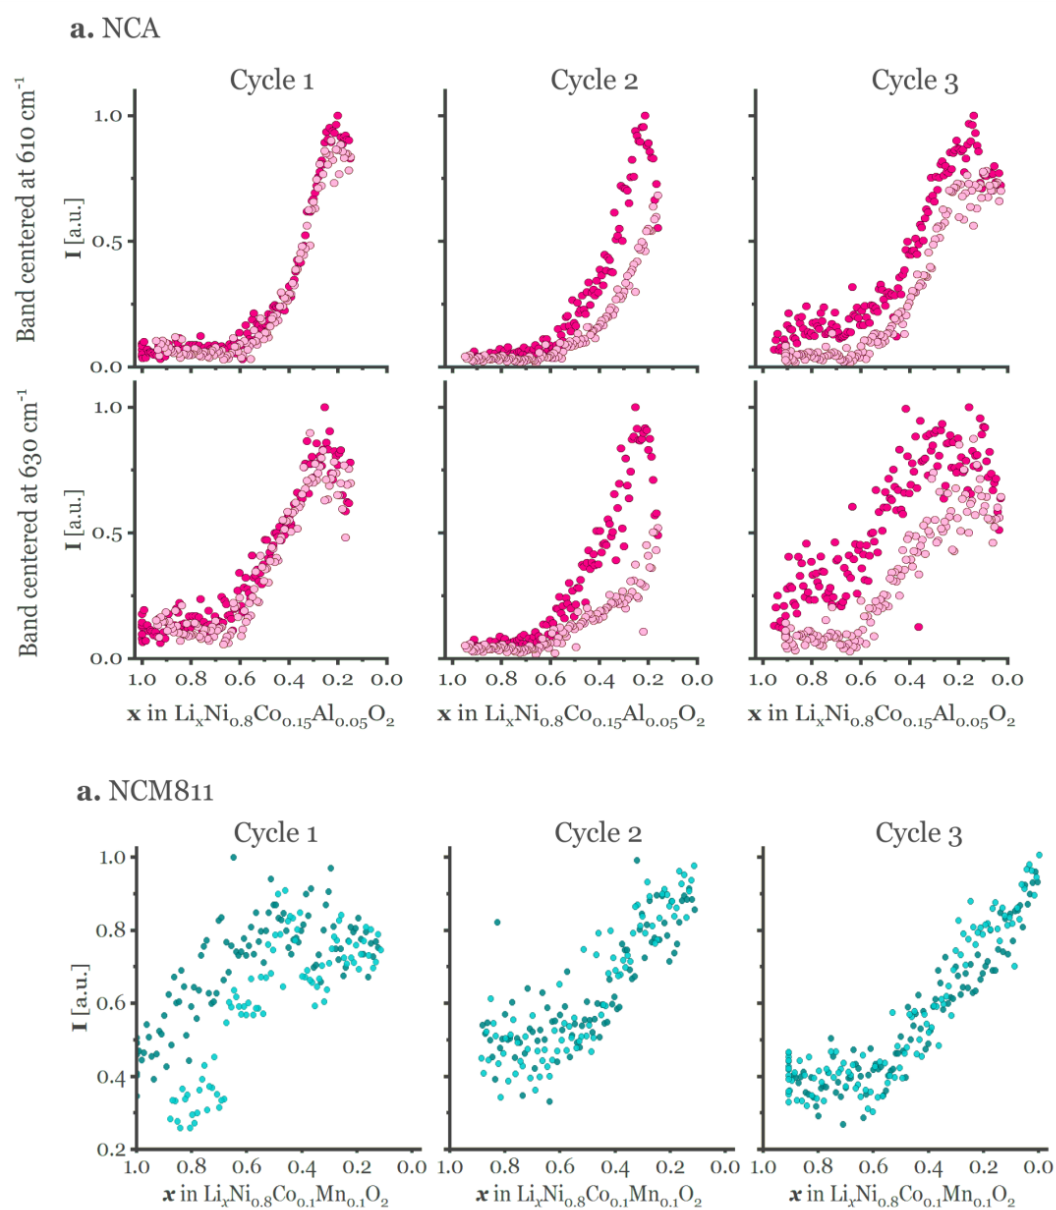 a. NCA
Cycle 1 Cycle 2 Cycle 3
Band centered at 610 cm⁻¹
I [a.u.]
1.0
0.5
0.0
Band centered at 630 cm⁻¹
I [a.u.]
1.0
0.5
0.0
1.0 0.8 0.6 0.4 0.2 0.0 1.0 0.8 0.6 0.4 0.2 0.0 1.0 0.8 0.6 0.4 0.2 0.0
x in LiₓNi₀.₈Co₀.₁₅Al₀.₀₅O₂ x in LiₓNi₀.₈Co₀.₁₅Al₀.₀₅O₂ x in LiₓNi₀.₈Co₀.₁₅Al₀.₀₅O₂
a. NCM811
Cycle 1 Cycle 2 Cycle 3
I [a.u.]
1.0
0.8
0.6
0.4
0.2
1.0 0.8 0.6 0.4 0.2 0.0 1.0 0.8 0.6 0.4 0.2 0.0 1.0 0.8 0.6 0.4 0.2 0.0
x in LiₓNi₀.₈Co₀.₁Mn₀.₁O₂ x in LiₓNi₀.₈Co₀.₁Mn₀.₁O₂ x in LiₓNi₀.₈Co₀.₁Mn₀.₁O₂